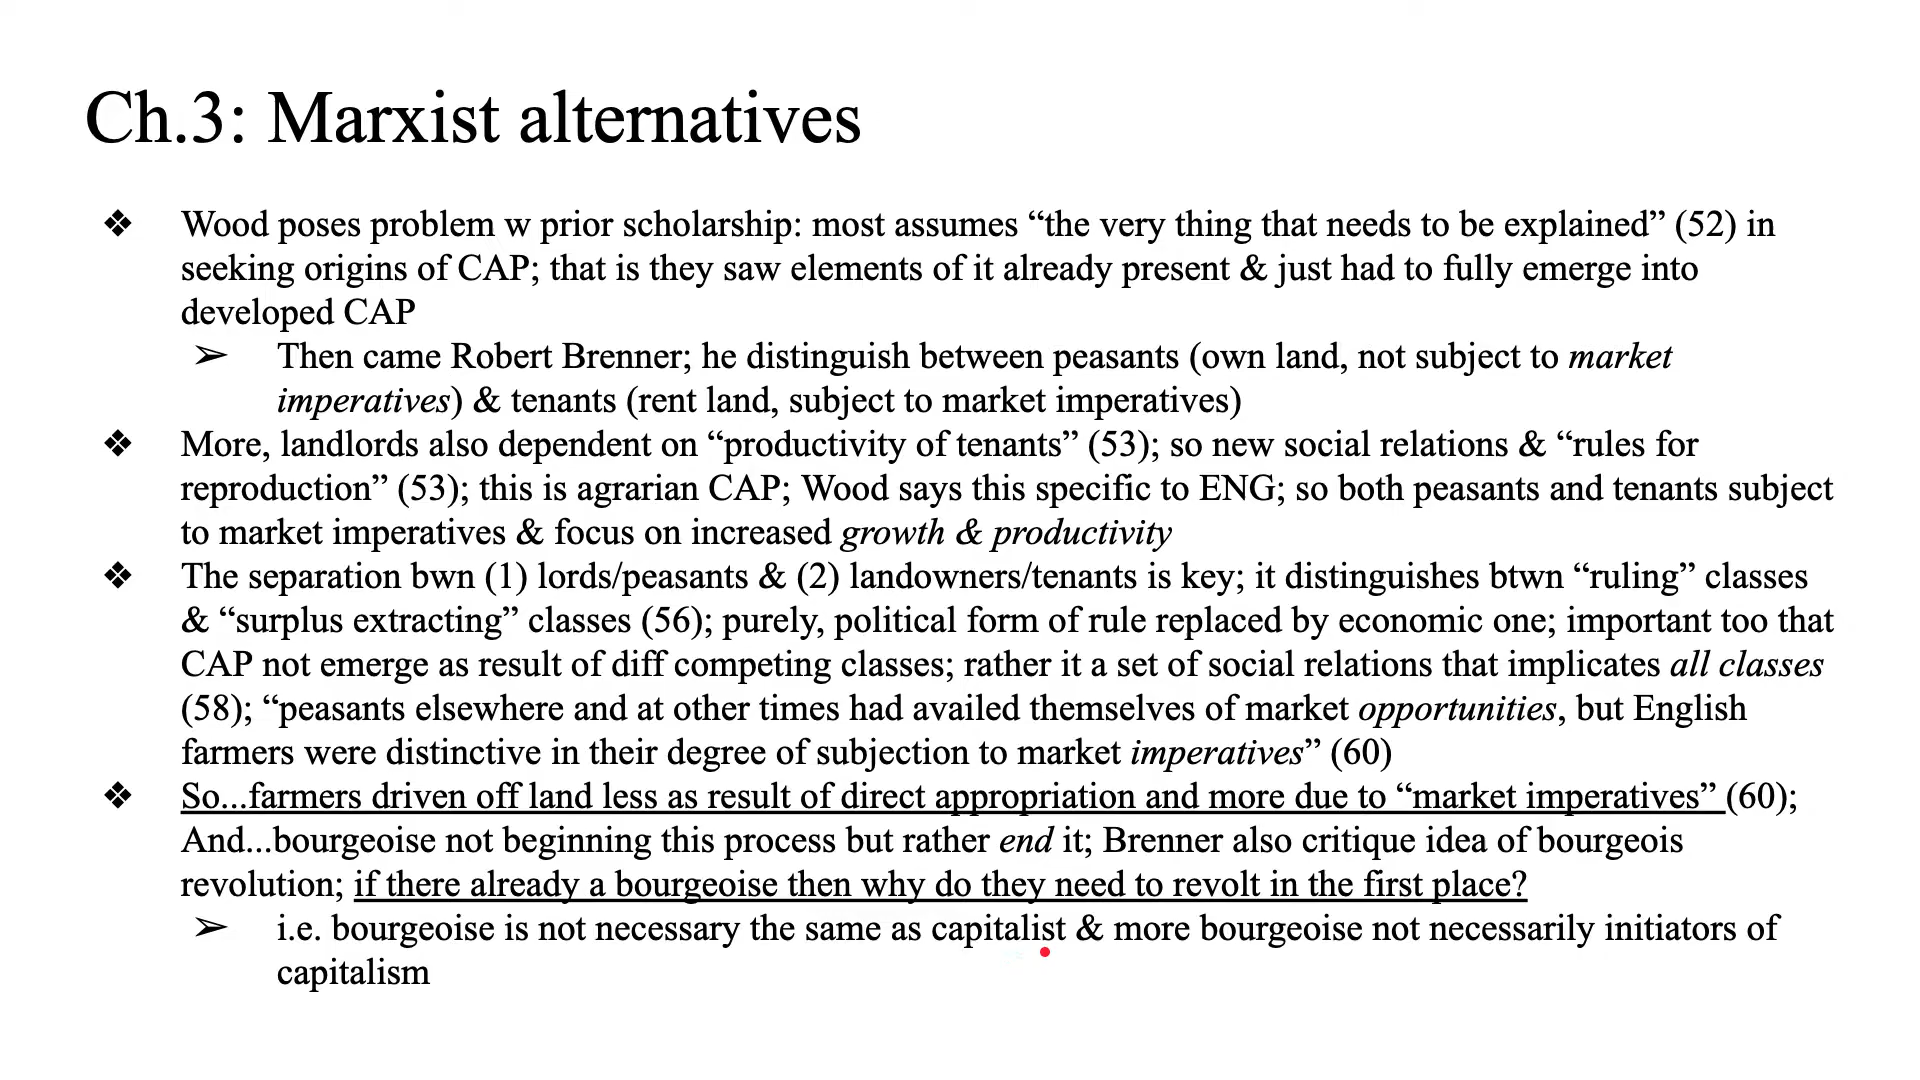 Ch.3: Marxist alternatives
❖ Wood poses problem w prior scholarship: most assumes “the very thing that needs to be explained” (52) in
seeking origins of CAP; that is they saw elements of it already present & just had to fully emerge into
developed CAP
➢ Then came Robert Brenner; he distinguish between peasants (own land, not subject to market
imperatives) & tenants (rent land, subject to market imperatives)
❖ More, landlords also dependent on “productivity of tenants” (53); so new social relations & “rules for
reproduction” (53); this is agrarian CAP; Wood says this specific to ENG; so both peasants and tenants subject
to market imperatives & focus on increased growth & productivity
❖ The separation bwn (1) lords/peasants & (2) landowners/tenants is key; it distinguishes btwn “ruling” classes
& “surplus extracting” classes (56); purely, political form of rule replaced by economic one; important too that
CAP not emerge as result of diff competing classes; rather it a set of social relations that implicates all classes
(58); “peasants elsewhere and at other times had availed themselves of market opportunities, but English
farmers were distinctive in their degree of subjection to market imperatives” (60)
❖ So...farmers driven off land less as result of direct appropriation and more due to “market imperatives” (60);
And...bourgeoise not beginning this process but rather end it; Brenner also critique idea of bourgeois
revolution; if there already a bourgeoise then why do they need to revolt in the first place?
➢ i.e. bourgeoise is not necessary the same as capitalist & more bourgeoise not necessarily initiators of
capitalism